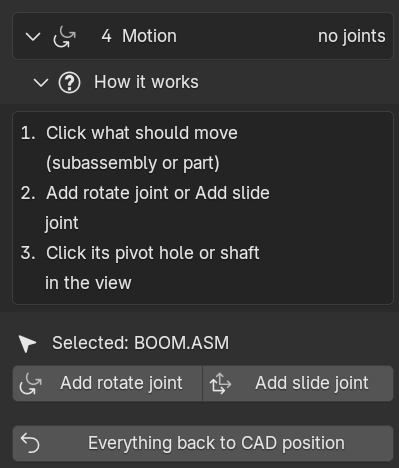 4 Motion no joints
How it works
1. Click what should move
(subassembly or part)
2. Add rotate joint or Add slide
joint
3. Click its pivot hole or shaft
in the view
Selected: BOOM.ASM
Add rotate joint Add slide joint
Everything back to CAD position